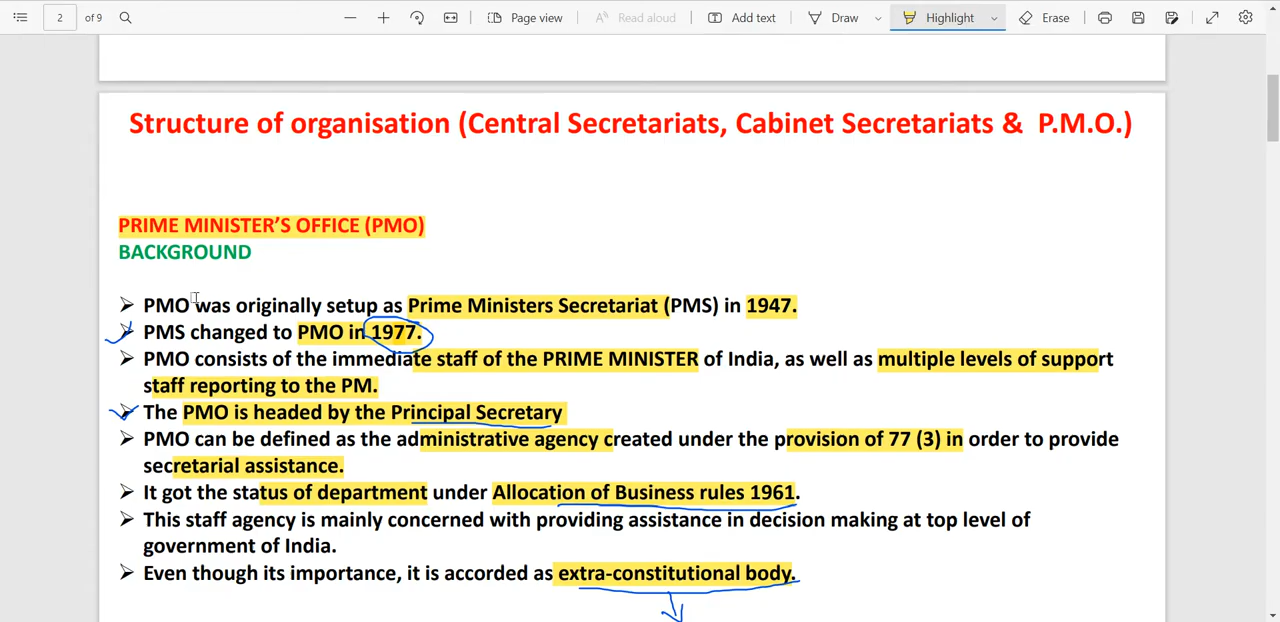 2 of 9 Page view Read aloud Add text Draw Highlight Erase
Structure of organisation (Central Secretariats, Cabinet Secretariats & P.M.O.)
PRIME MINISTER'S OFFICE (PMO)
BACKGROUND
➢ PMO was originally setup as Prime Ministers Secretariat (PMS) in 1947.
➢ PMS changed to PMO in 1977.
➢ PMO consists of the immediate staff of the PRIME MINISTER of India, as well as multiple levels of support
staff reporting to the PM.
➢ The PMO is headed by the Principal Secretary
➢ PMO can be defined as the administrative agency created under the provision of 77 (3) in order to provide
secretarial assistance.
➢ It got the status of department under Allocation of Business rules 1961.
➢ This staff agency is mainly concerned with providing assistance in decision making at top level of
government of India.
➢ Even though its importance, it is accorded as extra-constitutional body.